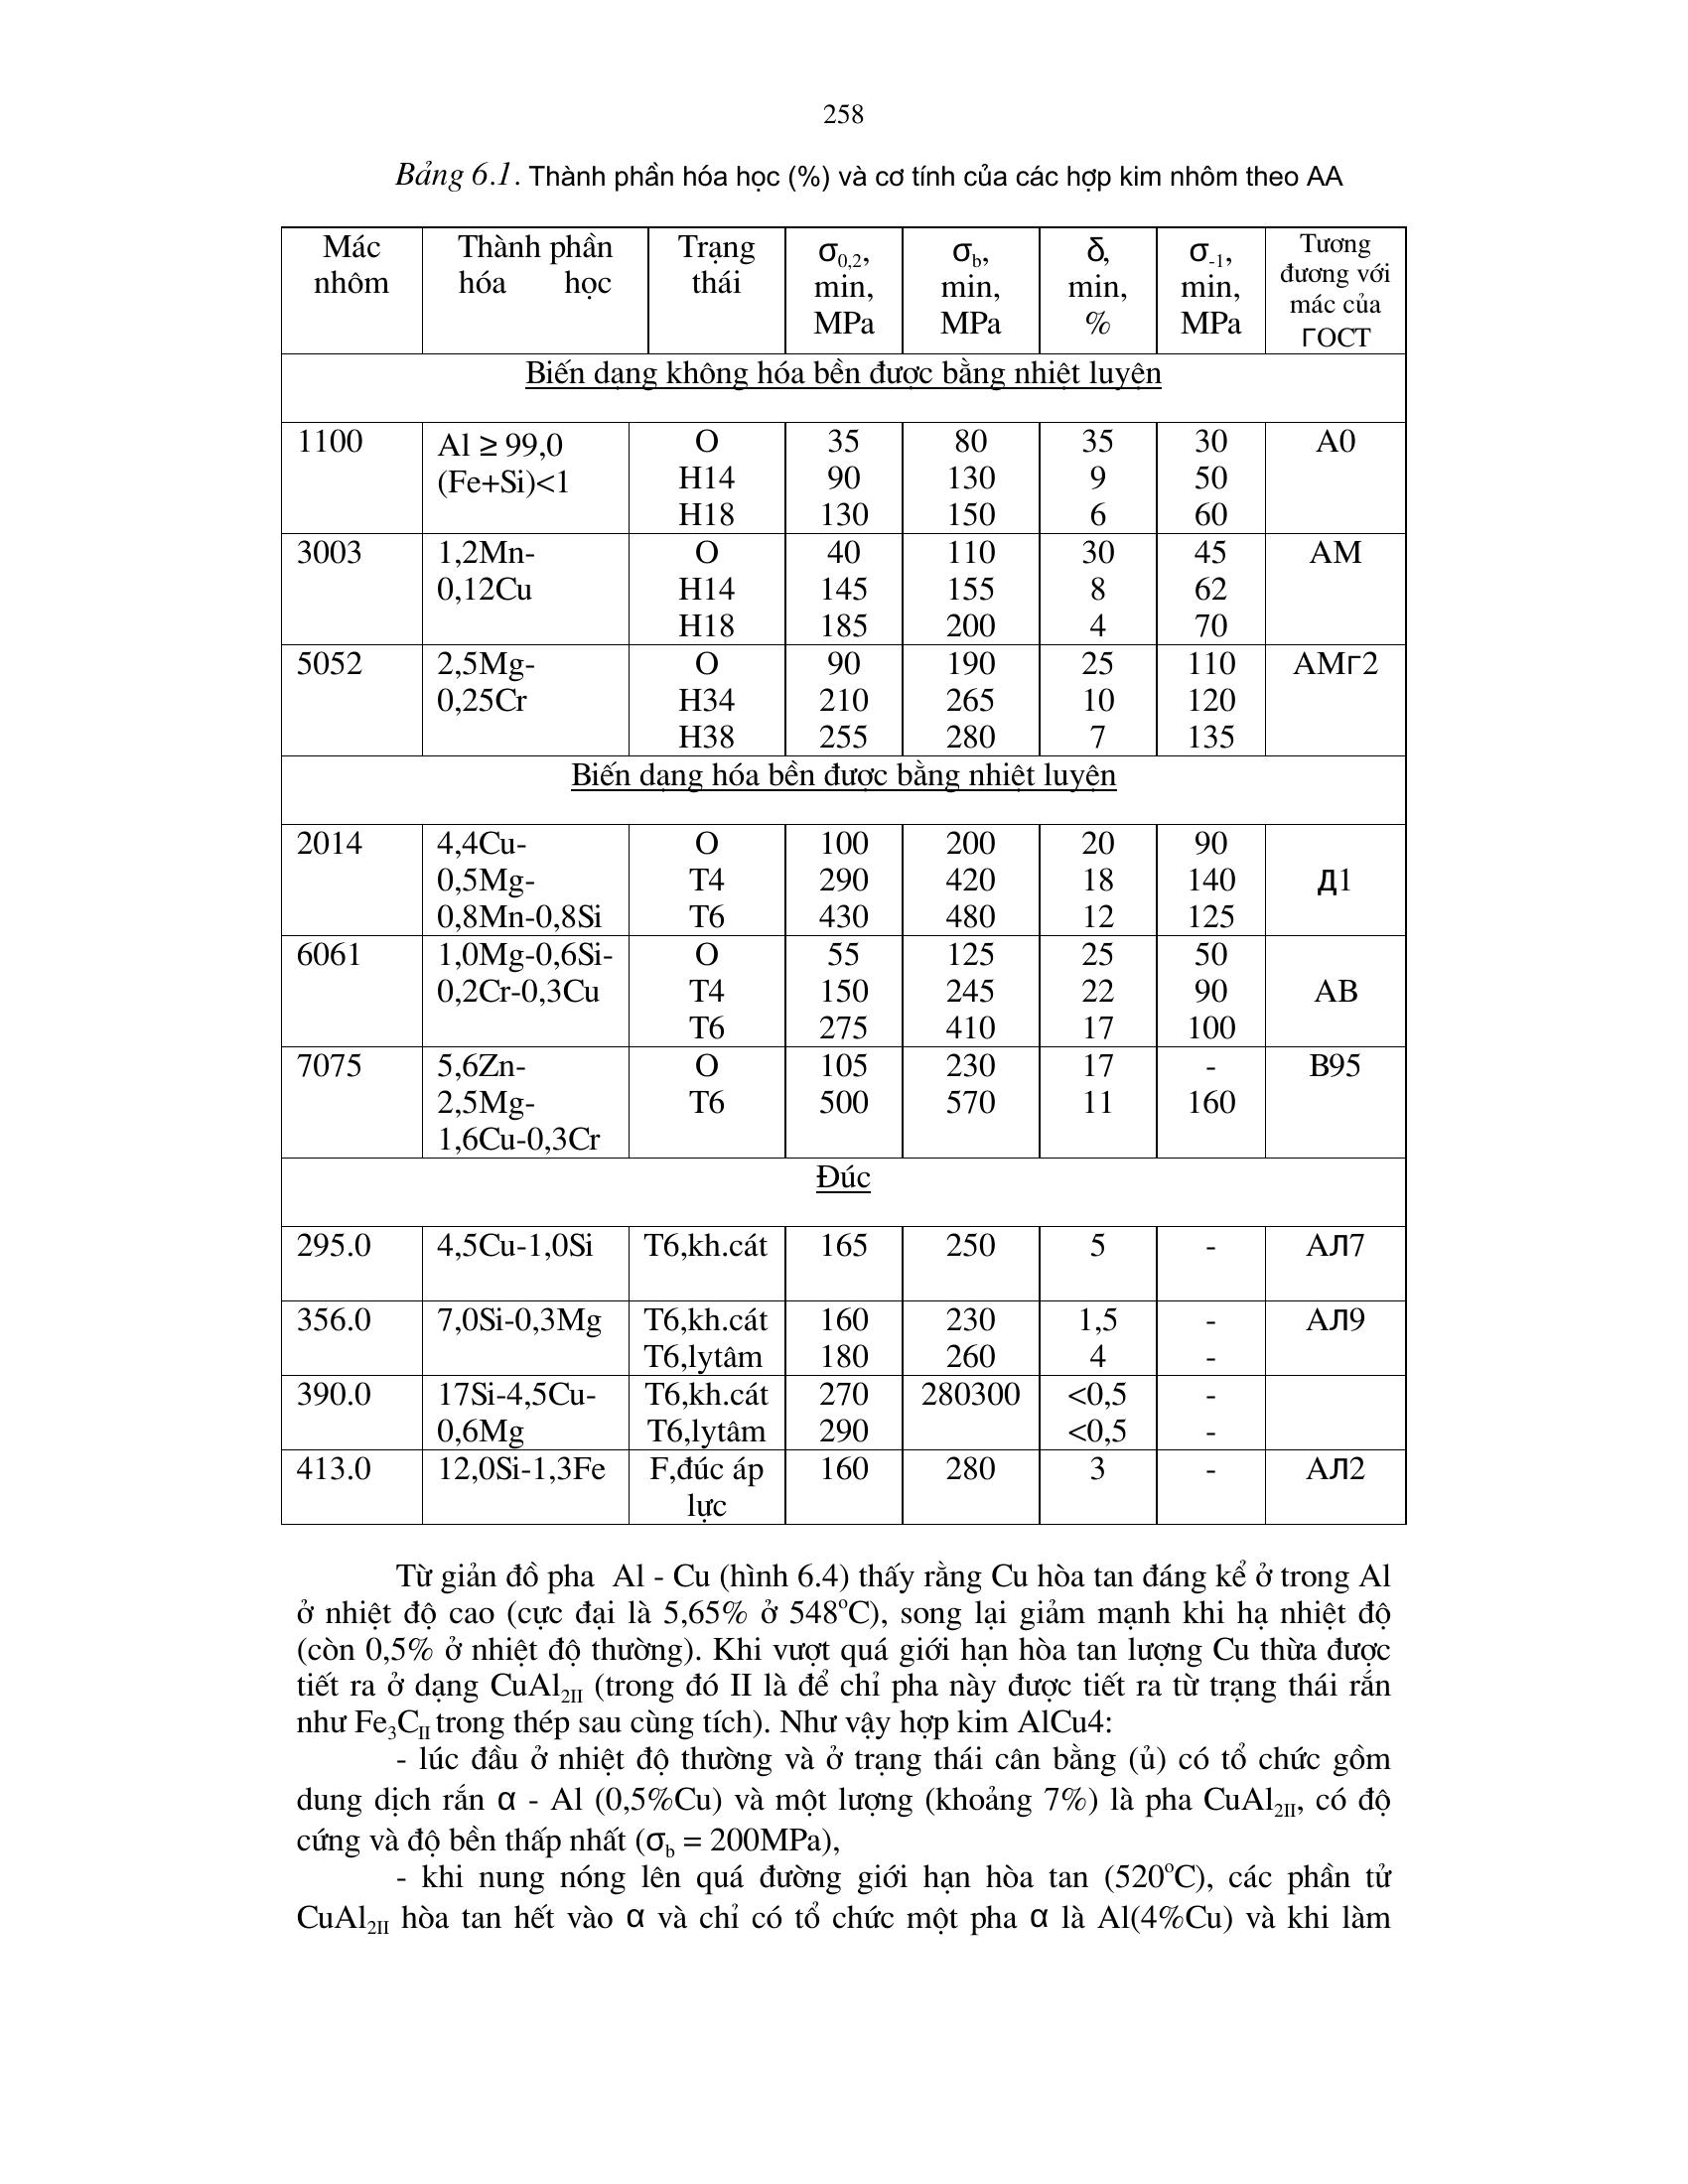 258
Bảng 6.1. Thành phần hóa học (%) và cơ tính của các hợp kim nhôm theo AA
Mác nhôm | Thành phần hóa học | Trạng thái | σ0,2, min, MPa | σb, min, MPa | δ, min, % | σ-1, min, MPa | Tương đương với mác của ГOCT
Biến dạng không hóa bền được bằng nhiệt luyện
1100 | Al ≥ 99,0 | O | 35 | 80 | 35 | 30 | A0
(Fe+Si)<1 | H14 | 90 | 130 | 9 | 50
H18 | 130 | 150 | 6 | 60
3003 | 1,2Mn- | O | 40 | 110 | 30 | 45 | AM
0,12Cu | H14 | 145 | 155 | 8 | 62
H18 | 185 | 200 | 4 | 70
5052 | 2,5Mg- | O | 90 | 190 | 25 | 110 | AMг2
0,25Cr | H34 | 210 | 265 | 10 | 120
H38 | 255 | 280 | 7 | 135
Biến dạng hóa bền được bằng nhiệt luyện
2014 | 4,4Cu- | O | 100 | 200 | 20 | 90
0,5Mg- | T4 | 290 | 420 | 18 | 140 | Д1
0,8Mn-0,8Si | T6 | 430 | 480 | 12 | 125
6061 | 1,0Mg-0,6Si- | O | 55 | 125 | 25 | 50
0,2Cr-0,3Cu | T4 | 150 | 245 | 22 | 90 | AB
T6 | 275 | 410 | 17 | 100
7075 | 5,6Zn- | O | 105 | 230 | 17 | - | B95
2,5Mg- | T6 | 500 | 570 | 11 | 160
1,6Cu-0,3Cr
Đúc
295.0 | 4,5Cu-1,0Si | T6,kh.cát | 165 | 250 | 5 | - | AЛ7
356.0 | 7,0Si-0,3Mg | T6,kh.cát | 160 | 230 | 1,5 | - | AЛ9
T6,lytâm | 180 | 260 | 4 | -
390.0 | 17Si-4,5Cu- | T6,kh.cát | 270 | 280300 | <0,5 | -
0,6Mg | T6,lytâm | 290 | <0,5 | -
413.0 | 12,0Si-1,3Fe | F,đúc áp | 160 | 280 | 3 | - | AЛ2
lực
Từ giản đồ pha Al - Cu (hình 6.4) thấy rằng Cu hòa tan đáng kể ở trong Al
ở nhiệt độ cao (cực đại là 5,65% ở 548°C), song lại giảm mạnh khi hạ nhiệt độ
(còn 0,5% ở nhiệt độ thường). Khi vượt quá giới hạn hòa tan lượng Cu thừa được
tiết ra ở dạng CuAl2II (trong đó II là để chỉ pha này được tiết ra từ trạng thái rắn
như Fe3CII trong thép sau cùng tích). Như vậy hợp kim AlCu4:
- lúc đầu ở nhiệt độ thường và ở trạng thái cân bằng (ủ) có tổ chức gồm
dung dịch rắn α - Al (0,5%Cu) và một lượng (khoảng 7%) là pha CuAl2II, có độ
cứng và độ bền thấp nhất (σb = 200MPa),
- khi nung nóng lên quá đường giới hạn hòa tan (520°C), các phần tử
CuAl2II hòa tan hết vào α và chỉ có tổ chức một pha α là Al(4%Cu) và khi làm